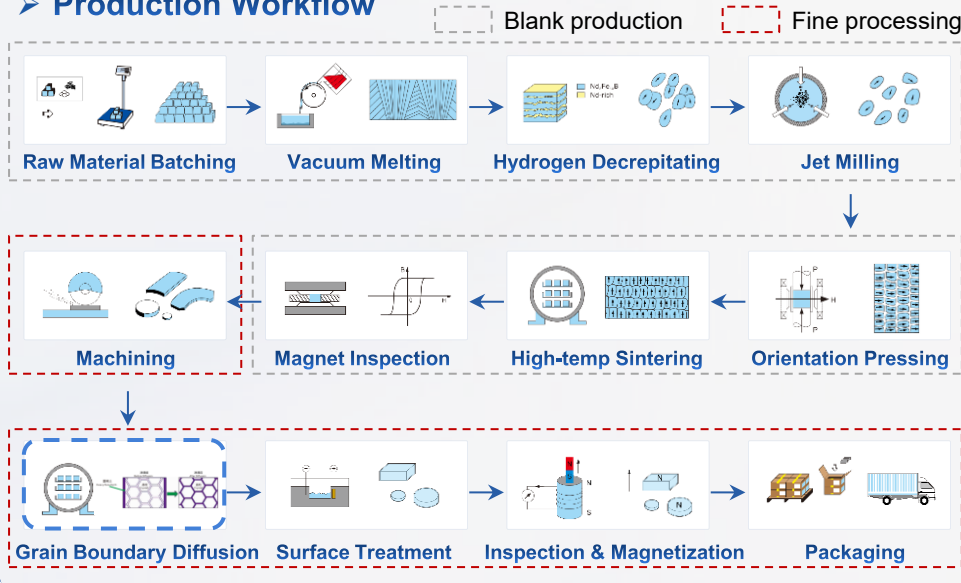 ➢ Production Workflow
Blank production
Fine processing
Nd₂Fe₁₄B
Nd-rich
Raw Material Batching
Vacuum Melting
Hydrogen Decrepitating
Jet Milling
B
H
P
H
P
Machining
Magnet Inspection
High-temp Sintering
Orientation Pressing
N
S
N
N
Grain Boundary Diffusion
Surface Treatment
Inspection & Magnetization
Packaging